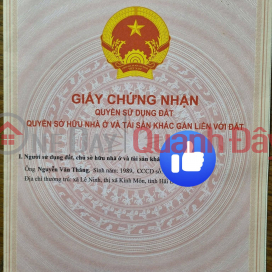 GIẤY CHỨNG NHẬN
QUYỀN SỬ DỤNG ĐẤT
QUYỀN SỞ HỮU NHÀ Ở VÀ TÀI SẢN KHÁC GẮN LIỀN VỚI ĐẤT
I. Người sử dụng đất, chủ sở hữu nhà ở và tài sản khác
Ông Nguyễn Văn Thắng. Sinh năm: 1989, CCCD số
Địa chỉ thường trú: xã Lê Ninh, thị xã Kinh Môn, tỉnh Hải